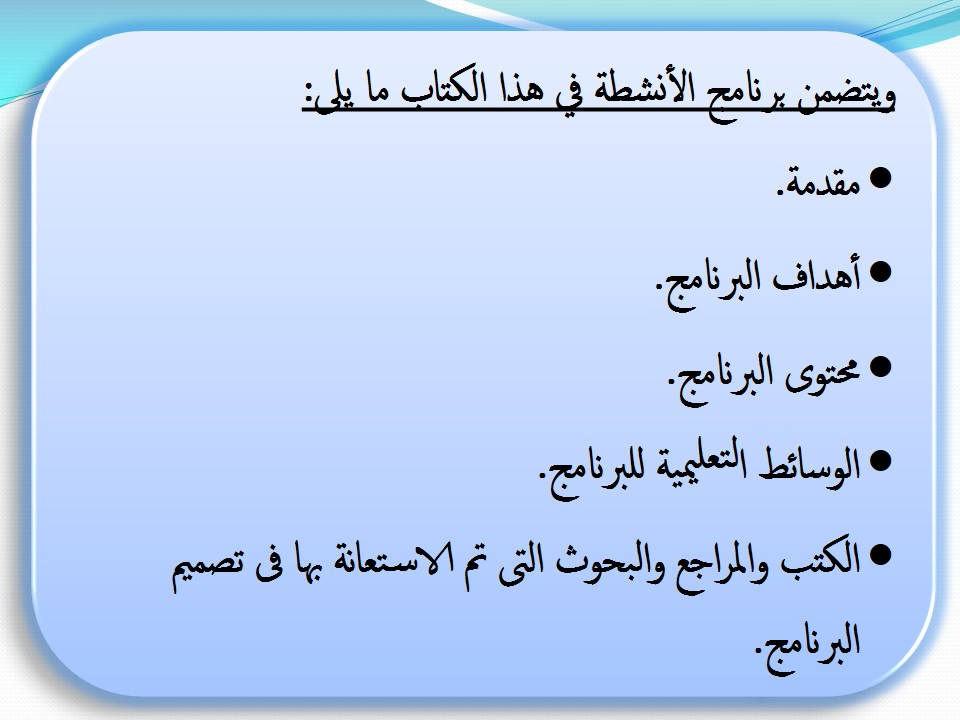 ويتضمن برنامج الأنشطة في هذا الكتاب ما يلى:
● مقدمة.
● أهداف البرنامج.
● محتوى البرنامج.
● الوسائط التعليمية للبرنامج.
● الكتب والمراجع والبحوث التى تم الاستعانة بها فى تصميم
البرنامج.